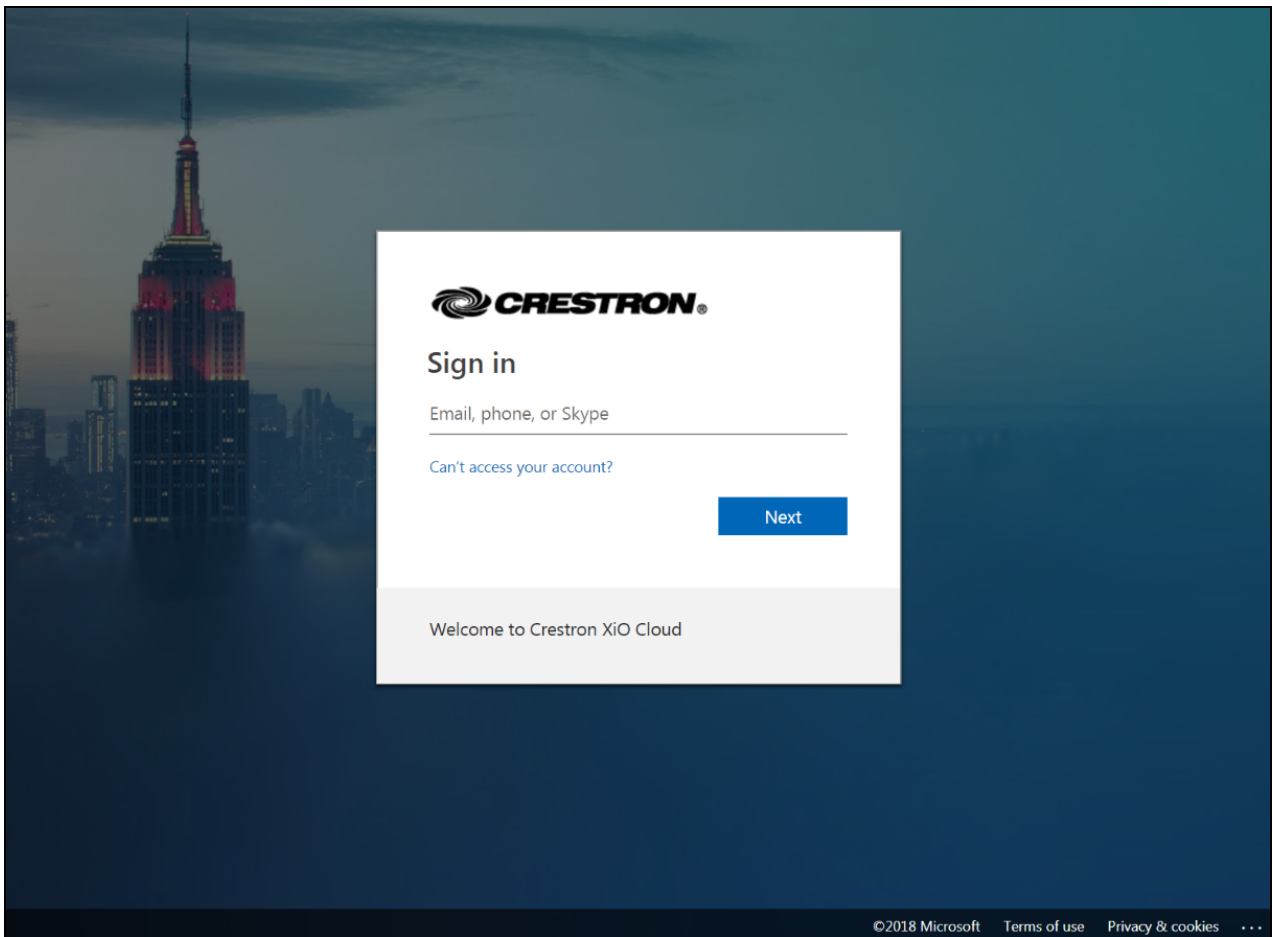 CRESTRON®
Sign in
Email, phone, or Skype
Can't access your account?
Next
Welcome to Crestron XiO Cloud
©2018 Microsoft Terms of use Privacy & cookies ...